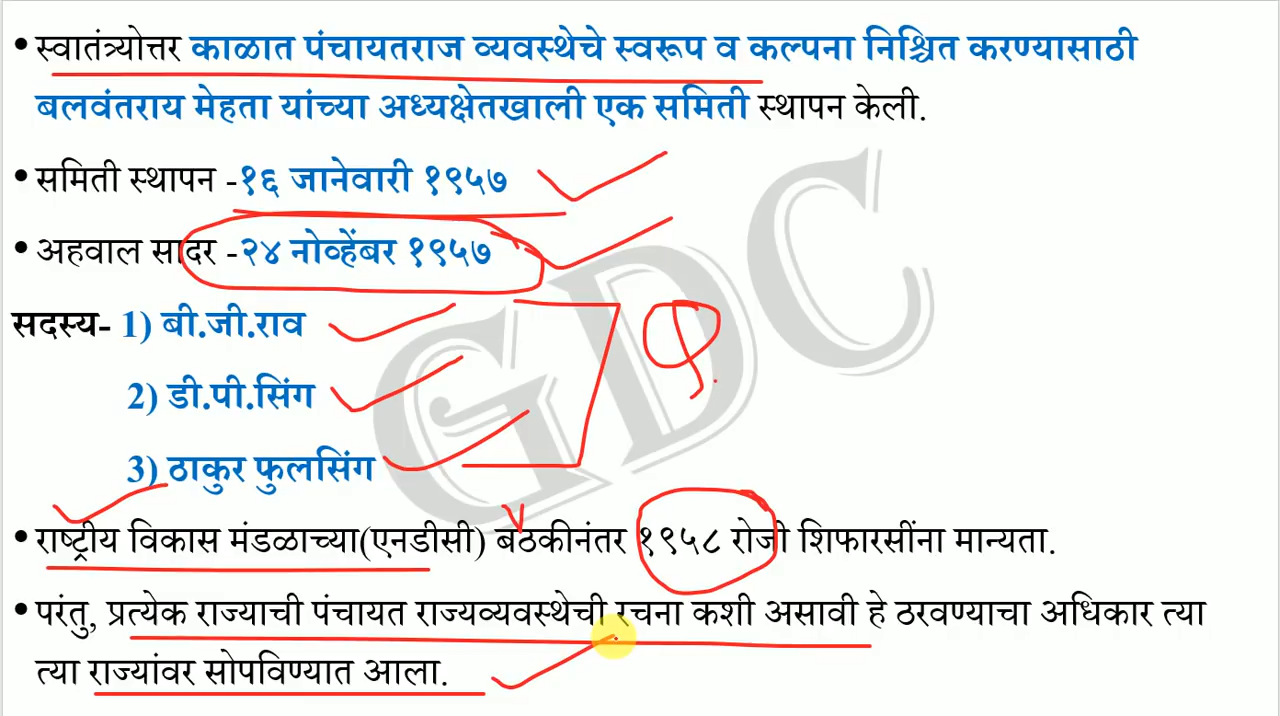 • स्वातंत्र्योत्तर काळात पंचायतराज व्यवस्थेचे स्वरूप व कल्पना निश्चित करण्यासाठी
बलवंतराय मेहता यांच्या अध्यक्षेतखाली एक समिती स्थापन केली.
• समिती स्थापन -१६ जानेवारी १९५७
• अहवाल सादर -२४ नोव्हेंबर १९५७
सदस्य- 1) बी.जी.राव
2) डी.पी.सिंग
3) ठाकुर फुलसिंग
• राष्ट्रीय विकास मंडळाच्या(एनडीसी) बैठकीनंतर १९५८ रोजी शिफारसींना मान्यता.
• परंतु, प्रत्येक राज्याची पंचायत राज्यव्यवस्थेची रचना कशी असावी हे ठरवण्याचा अधिकार त्या
त्या राज्यांवर सोपविण्यात आला.
GDC